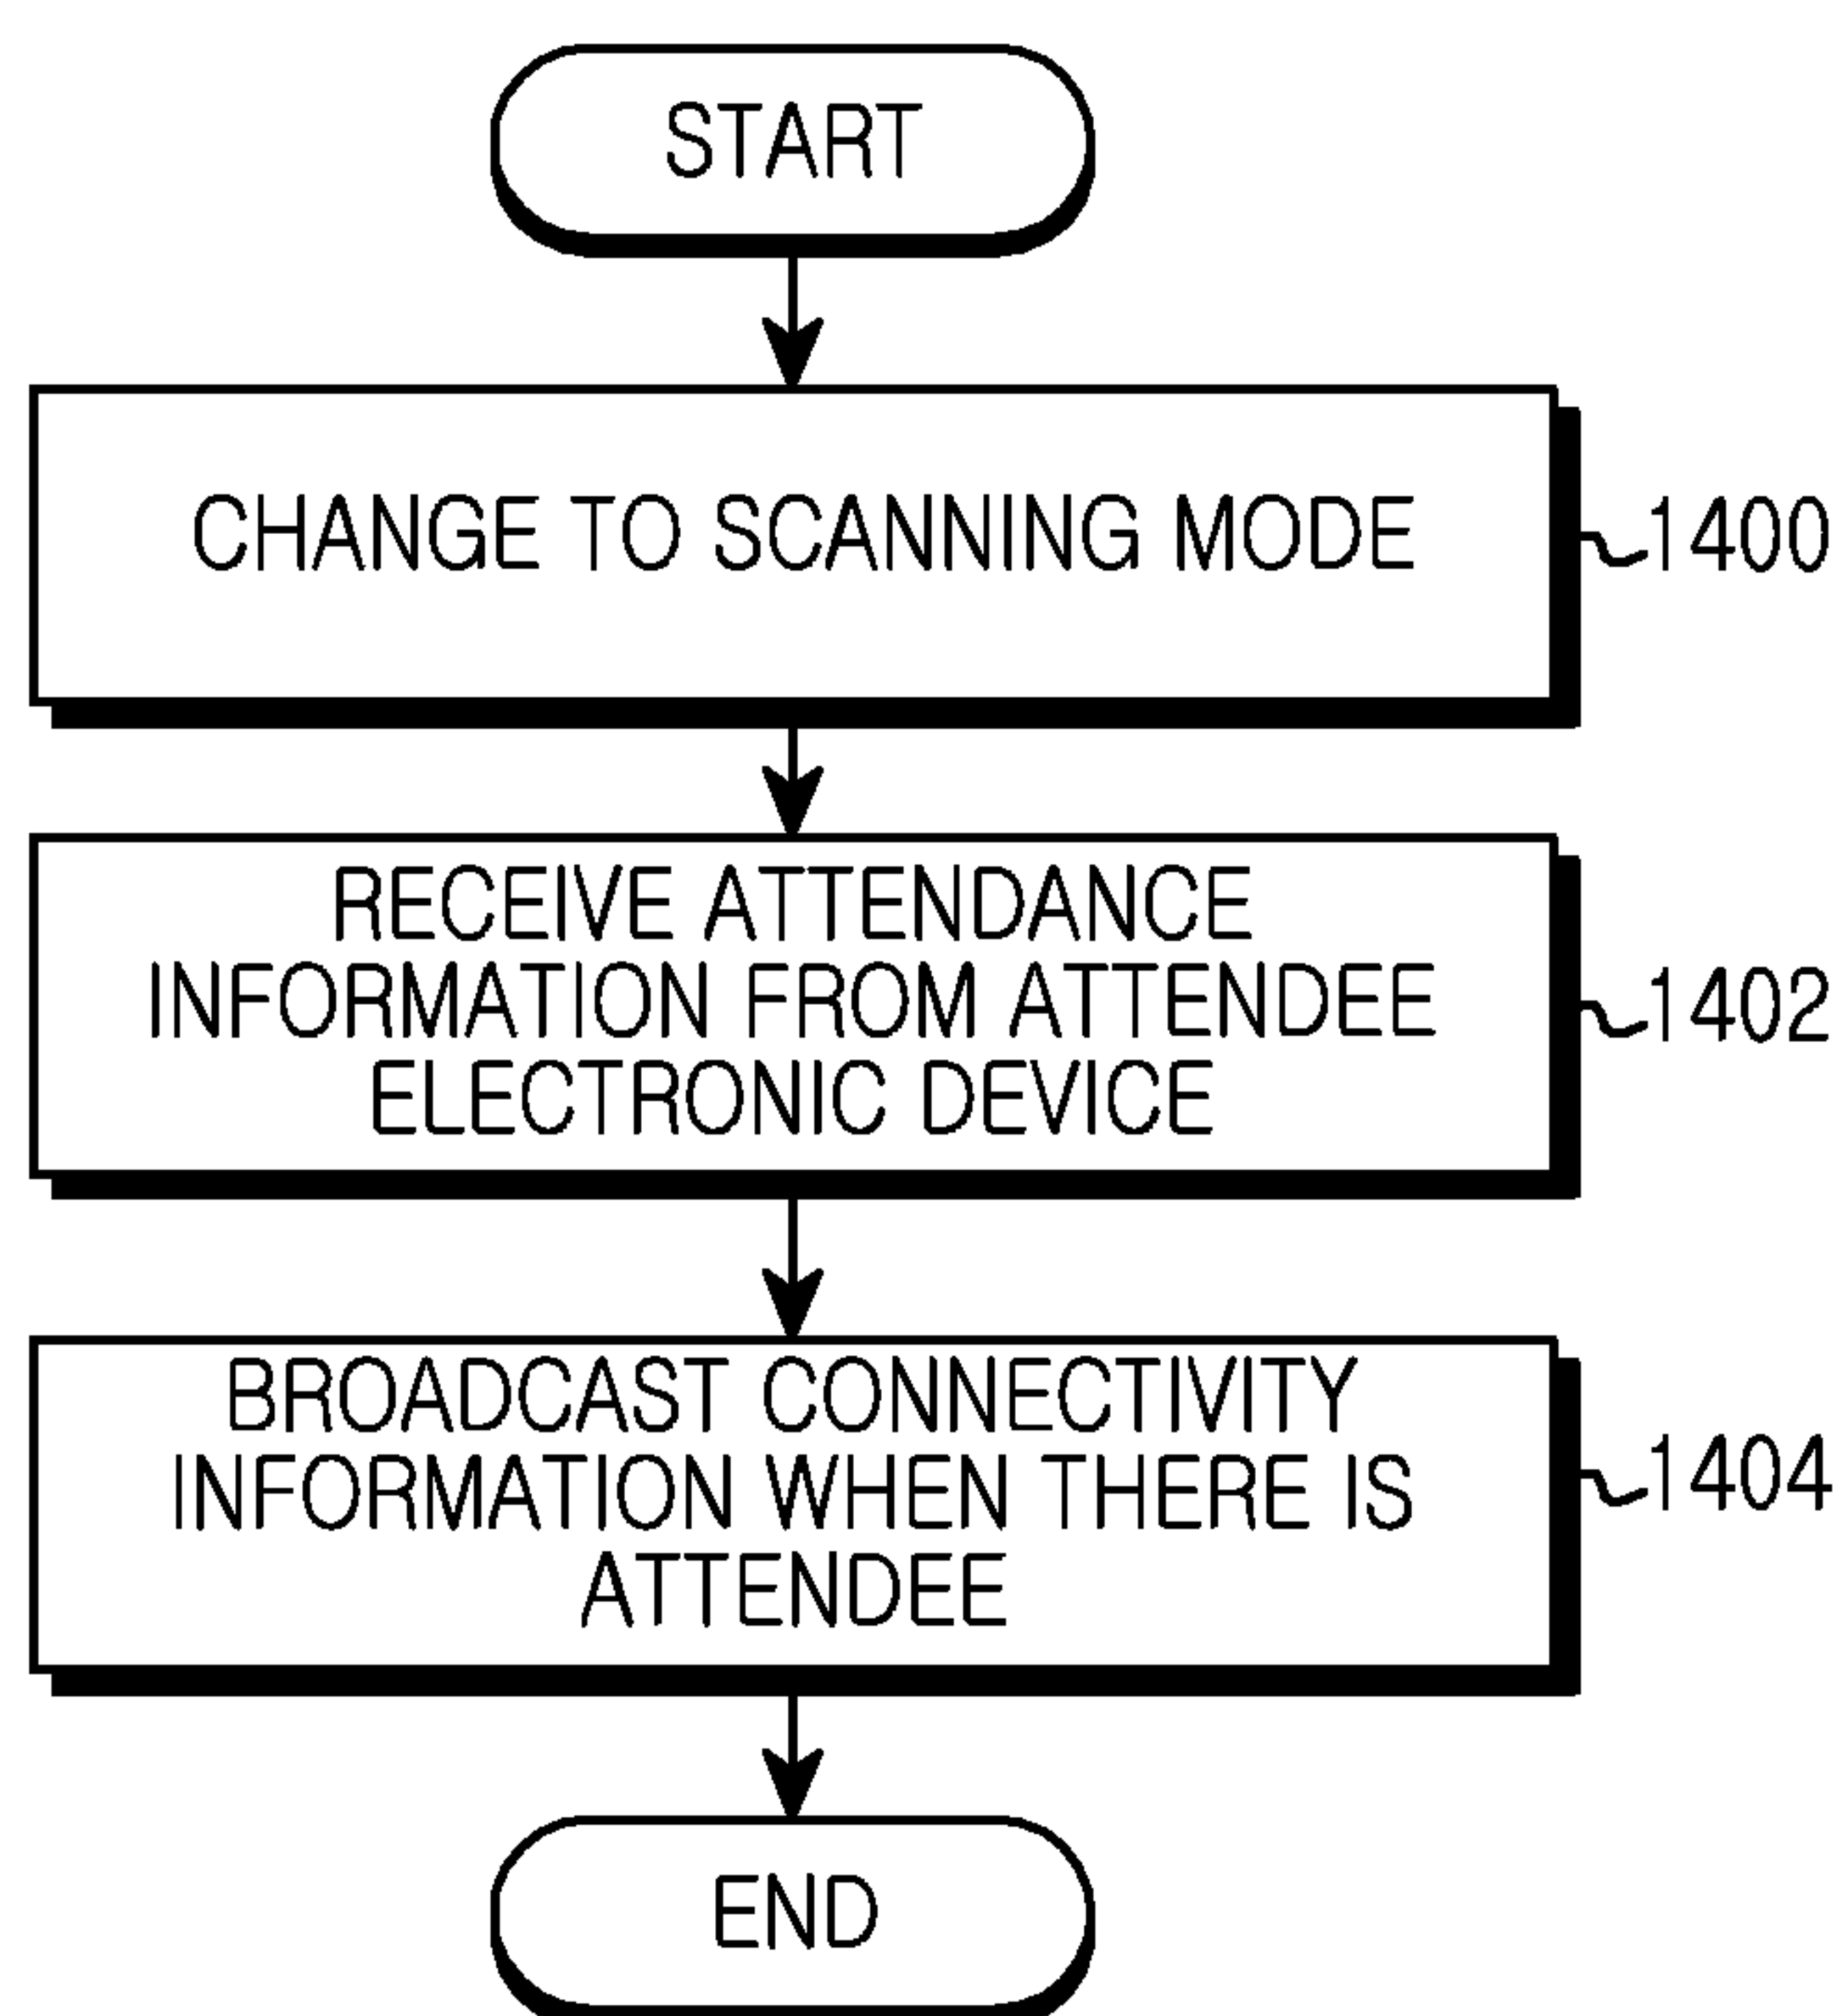 START
CHANGE TO SCANNING MODE
1400
RECEIVE ATTENDANCE
INFORMATION FROM ATTENDEE
ELECTRONIC DEVICE
1402
BROADCAST CONNECTIVITY
INFORMATION WHEN THERE IS
ATTENDEE
1404
END